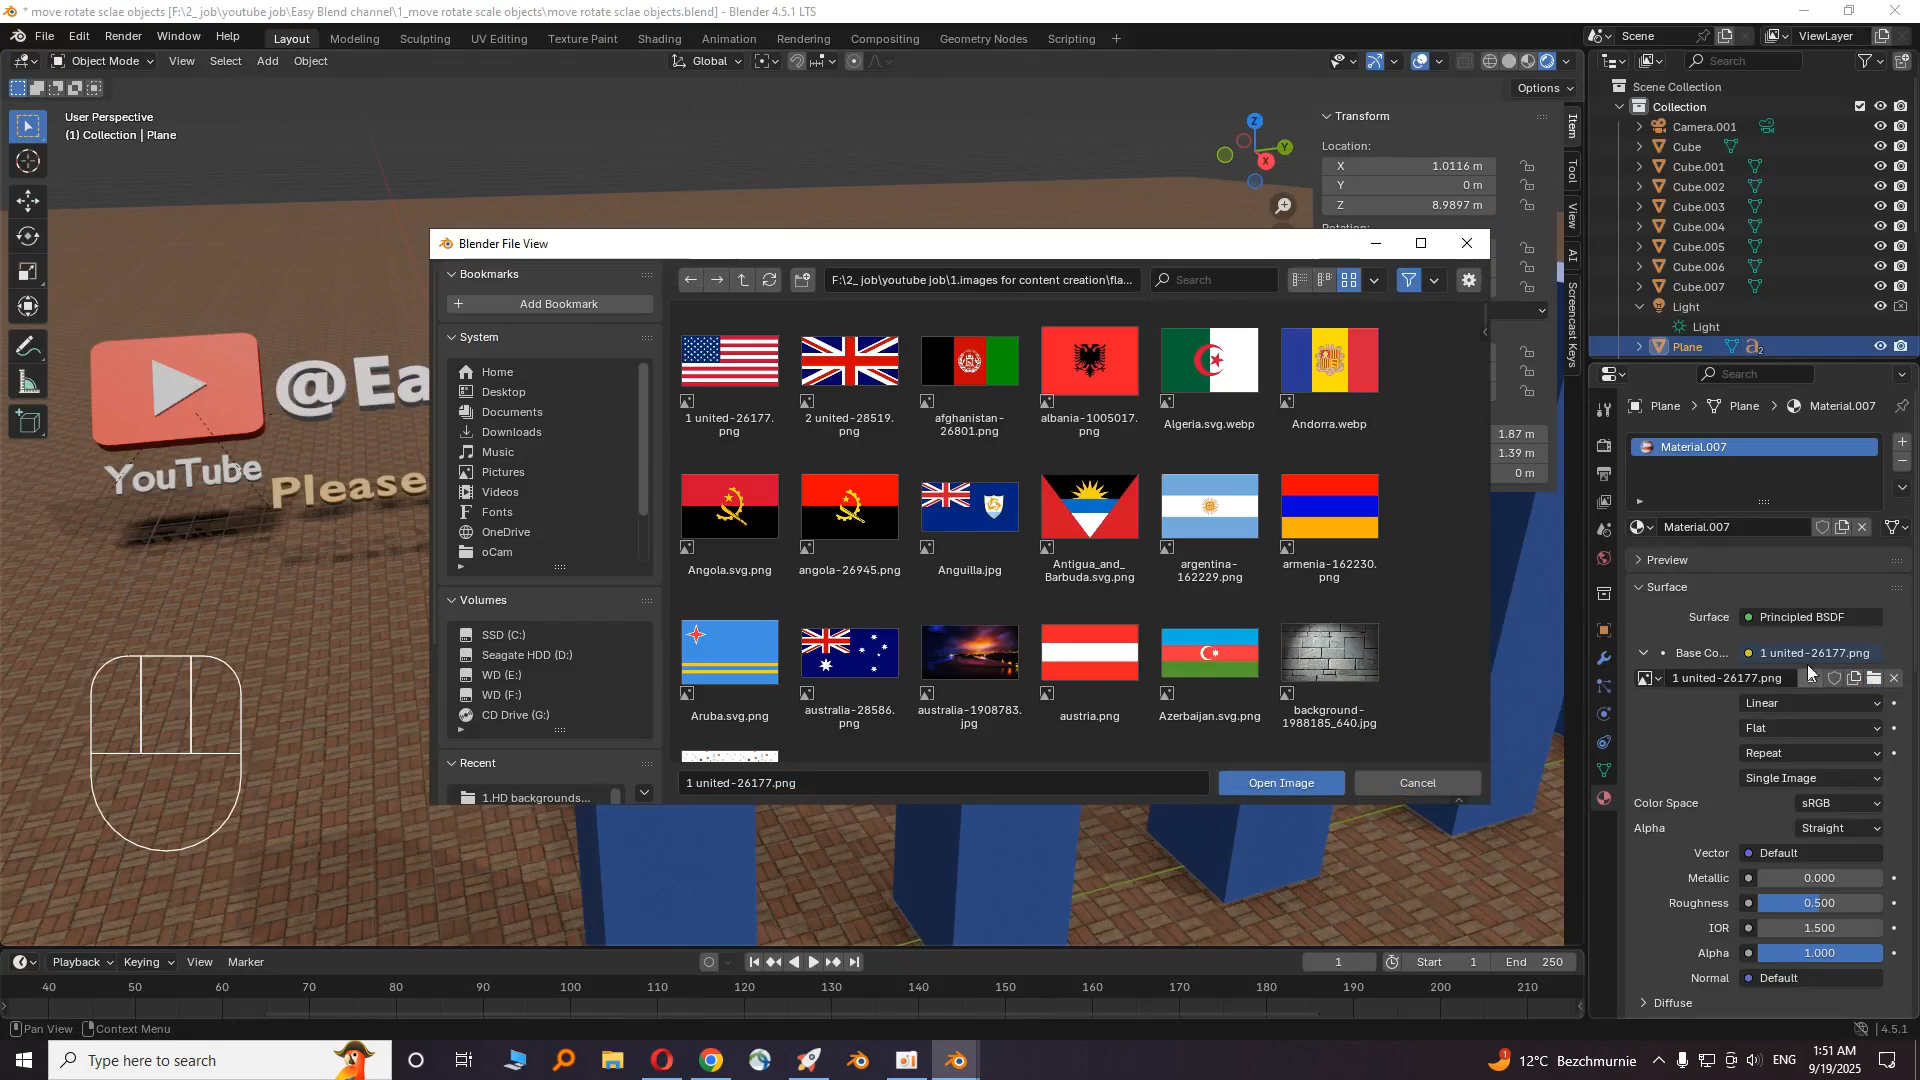 * move rotate sclae objects [F:\2_ job\youtube job\Easy Blend channel\1_move rotate scale objects\move rotate sclae objects.blend] - Blender 4.5.1 LTS
File Edit Render Window Help
Layout Modeling Sculpting UV Editing Texture Paint Shading Animation Rendering Compositing Geometry Nodes Scripting +
Scene
ViewLayer
Object Mode View Select Add Object
Global
Options
Search
User Perspective
(1) Collection | Plane
Z
Y
X
Transform
Location:
X 1.0116 m
Y 0 m
Z 8.9897 m
Rotation:
1.87 m
1.39 m
0 m
Item
Tool
View
AI
Screencast Keys
@Ea
YouTube
Please
Blender File View
Bookmarks
Add Bookmark
System
Home
Desktop
Documents
Downloads
Music
Pictures
Videos
Fonts
OneDrive
oCam
Volumes
SSD (C:)
Seagate HDD (D:)
WD (E:)
WD (F:)
CD Drive (G:)
Recent
1.HD backgrounds...
F:\2_ job\youtube job\1.images for content creation\fla...
Search
1 united-26177.
png
2 united-28519.
png
afghanistan-
26801.png
albania-1005017.
png
Algeria.svg.webp
Andorra.webp
Angola.svg.png
angola-26945.png
Anguilla.jpg
Antigua_and_
Barbuda.svg.png
argentina-
162229.png
armenia-162230.
png
Aruba.svg.png
australia-28586.
png
australia-1908783.
jpg
austria.png
Azerbaijan.svg.png
background-
1988185_640.jpg
1 united-26177.png
Open Image
Cancel
Scene Collection
Collection
Camera.001
Cube
Cube.001
Cube.002
Cube.003
Cube.004
Cube.005
Cube.006
Cube.007
Light
Light
Plane
2
Search
Plane > Plane > Material.007
Material.007
Material.007
Preview
Surface
Surface Principled BSDF
Base Co... 1 united-26177.png
1 united-26177.png
Linear
Flat
Repeat
Single Image
Color Space sRGB
Alpha Straight
Vector Default
Metallic 0.000
Roughness 0.500
IOR 1.500
Alpha 1.000
Normal Default
Diffuse
Playback Keying View Marker
1 Start 1 End 250
40 50 60 70 80 90 100 110 120 130 140 150 160 170 180 190 200 210
Pan View Context Menu
4.5.1
Type here to search
12°C Bezchmurnie
ENG
1:51 AM
9/19/2025